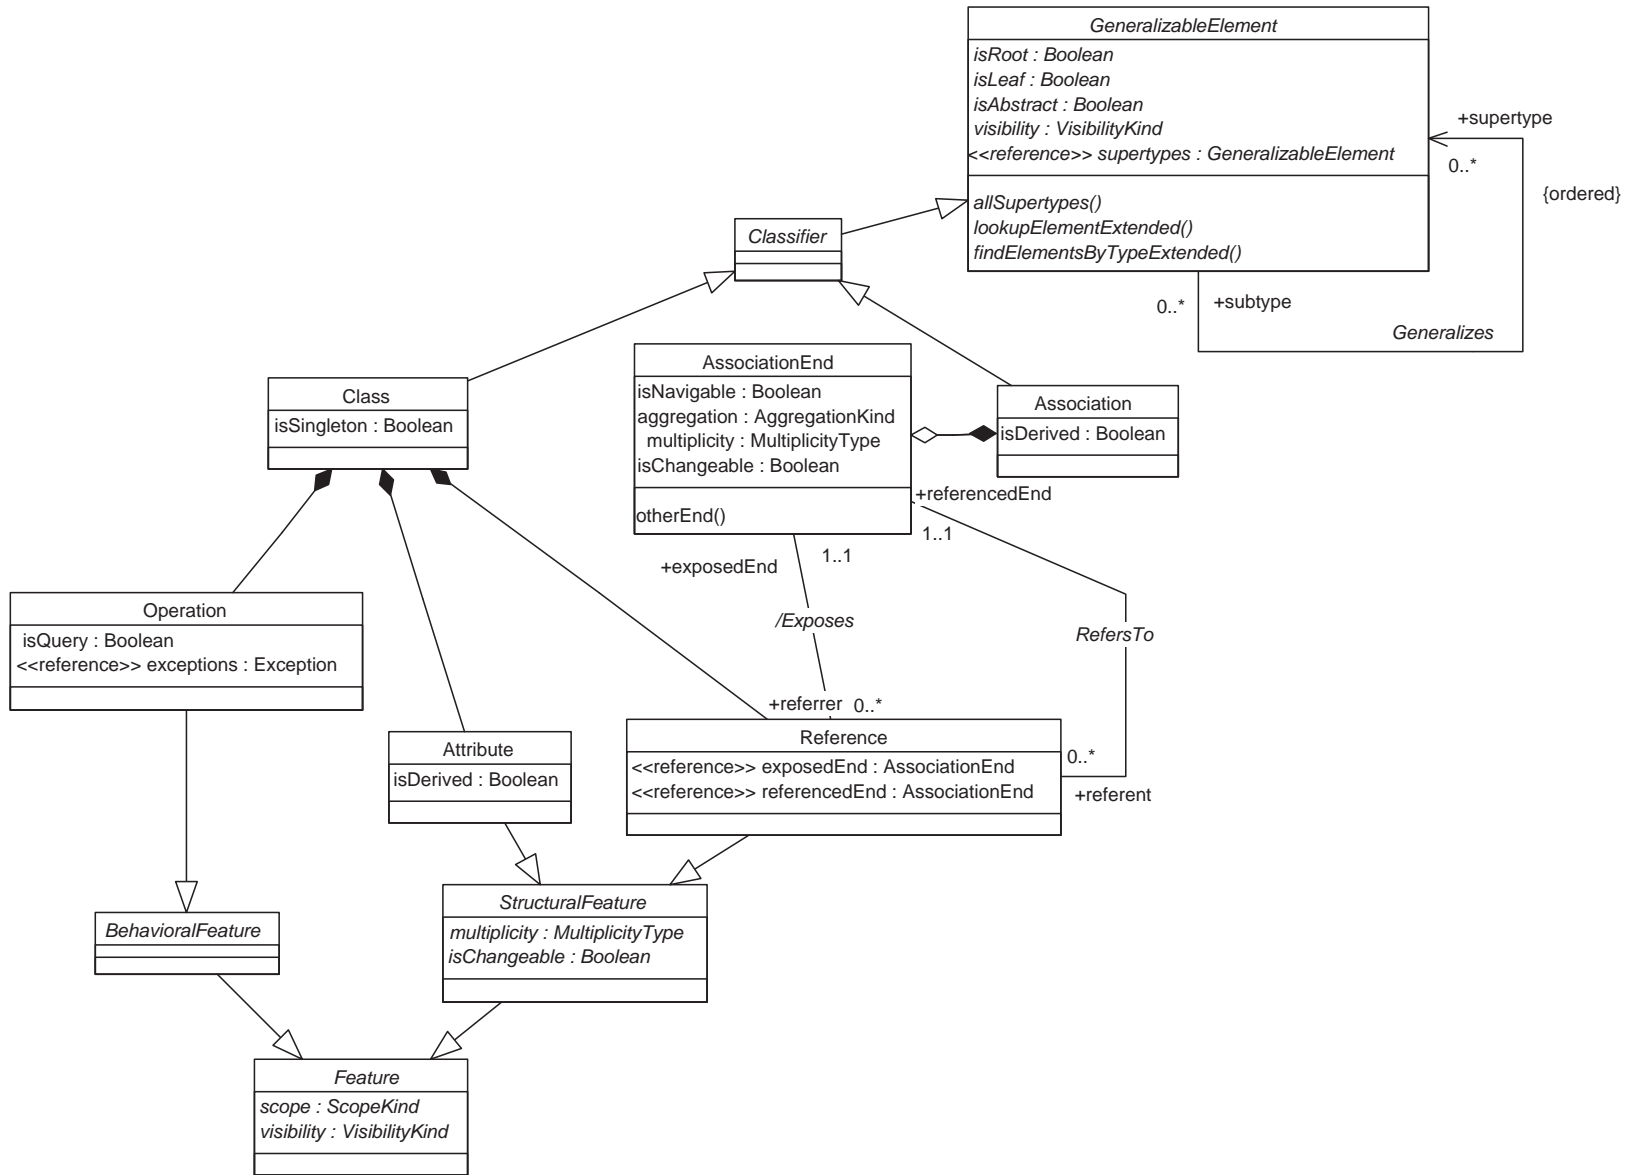 GeneralizableElement
isRoot : Boolean
isLeaf : Boolean
isAbstract : Boolean
visibility : VisibilityKind
<<reference>> supertypes : GeneralizableElement
allSupertypes()
lookupElementExtended()
findElementsByTypeExtended()
+supertype
0..*
{ordered}
0..*
+subtype
Generalizes
Classifier
AssociationEnd
isNavigable : Boolean
aggregation : AggregationKind
multiplicity : MultiplicityType
isChangeable : Boolean
otherEnd()
Association
isDerived : Boolean
Class
isSingleton : Boolean
+referencedEnd
1..1
1..1
+exposedEnd
/Exposes
RefersTo
+referrer
0..*
Operation
isQuery : Boolean
<<reference>> exceptions : Exception
Attribute
isDerived : Boolean
Reference
<<reference>> exposedEnd : AssociationEnd
<<reference>> referencedEnd : AssociationEnd
0..*
+referent
BehavioralFeature
StructuralFeature
multiplicity : MultiplicityType
isChangeable : Boolean
Feature
scope : ScopeKind
visibility : VisibilityKind